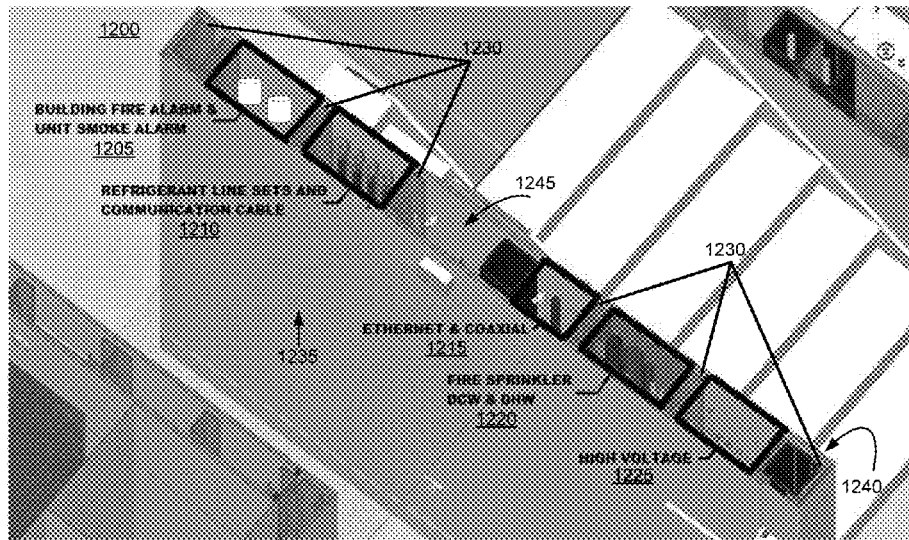 1200
1230
BUILDING FIRE ALARM &
UNIT SMOKE ALARM
1205
REFRIGERANT LINE SETS AND
COMMUNICATION CABLE
1210
1245
1230
ETHERNET & COAXIAL
1215
1235
FIRE SPRINKLER
DCW & DHW
1220
HIGH VOLTAGE
1225
1240